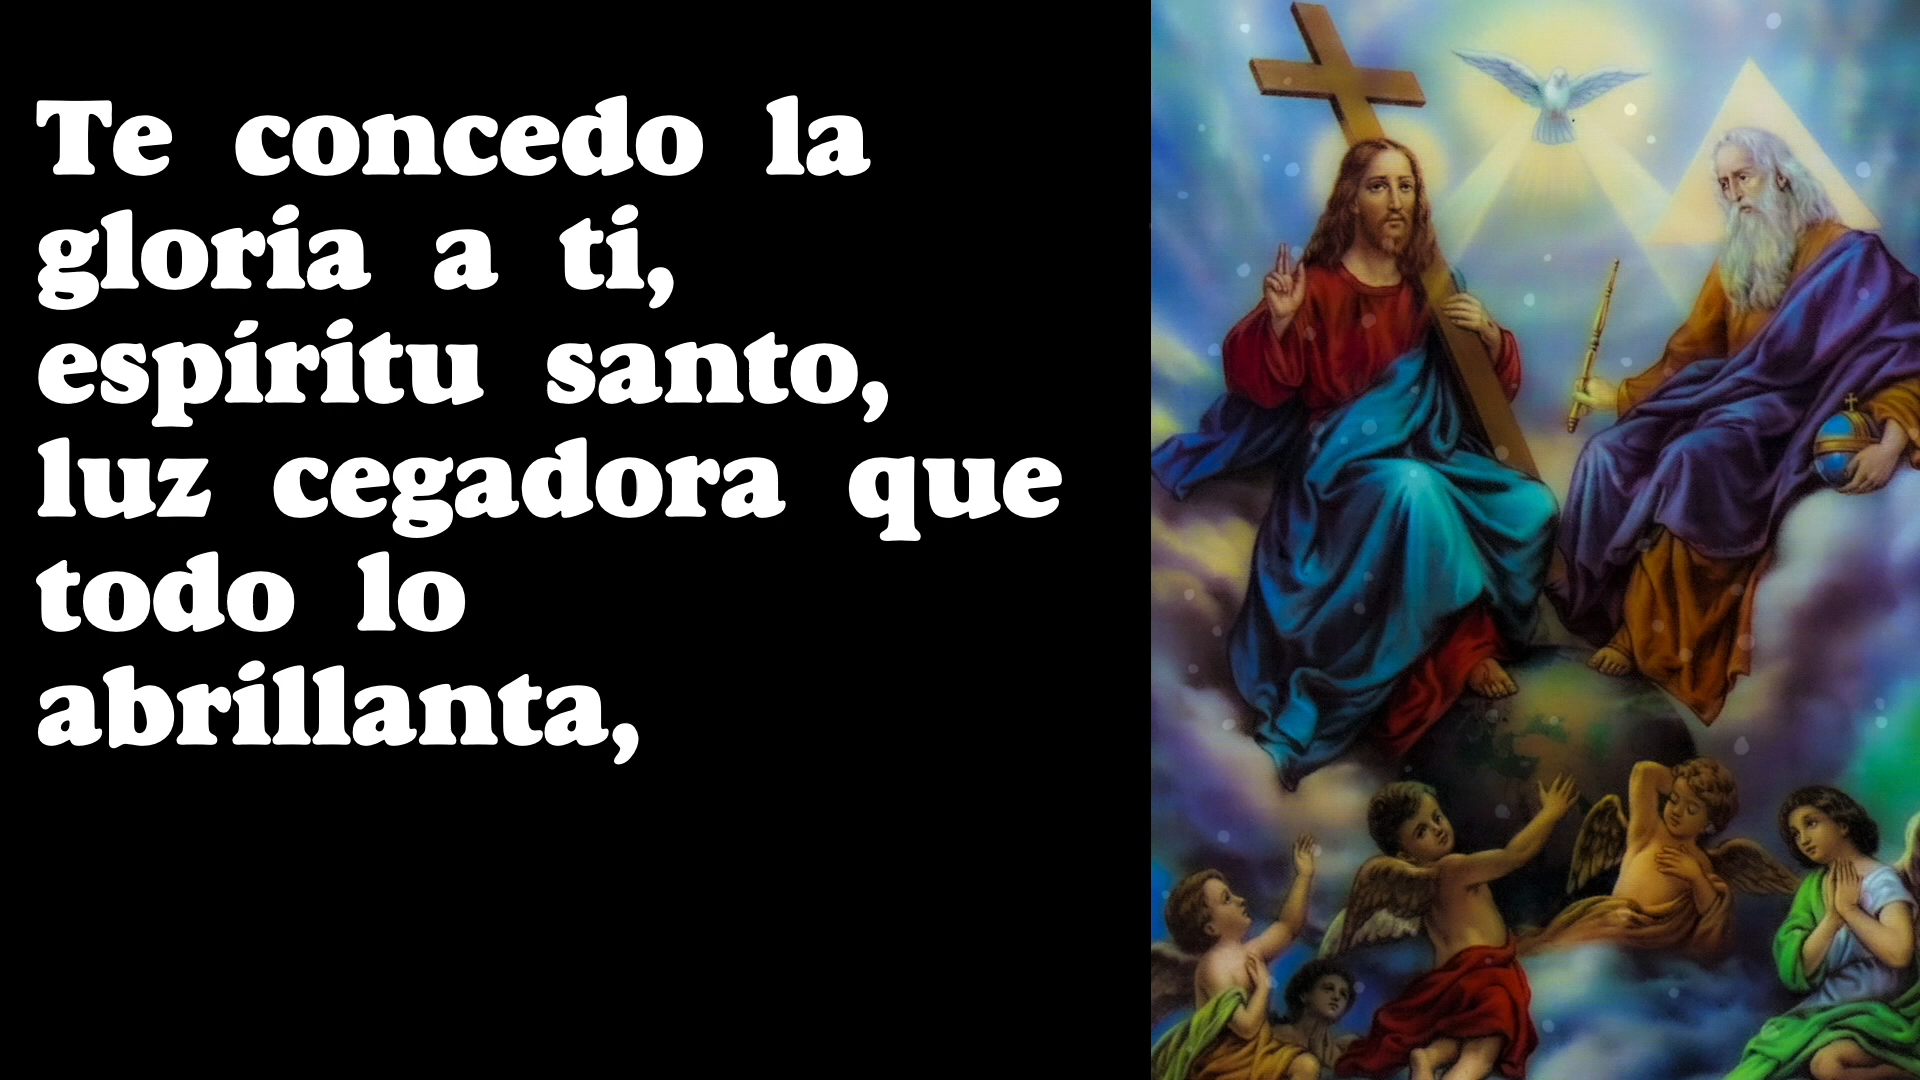 Te concedo la
gloria a ti,
espíritu santo,
luz cegadora que
todo lo
abrillanta,